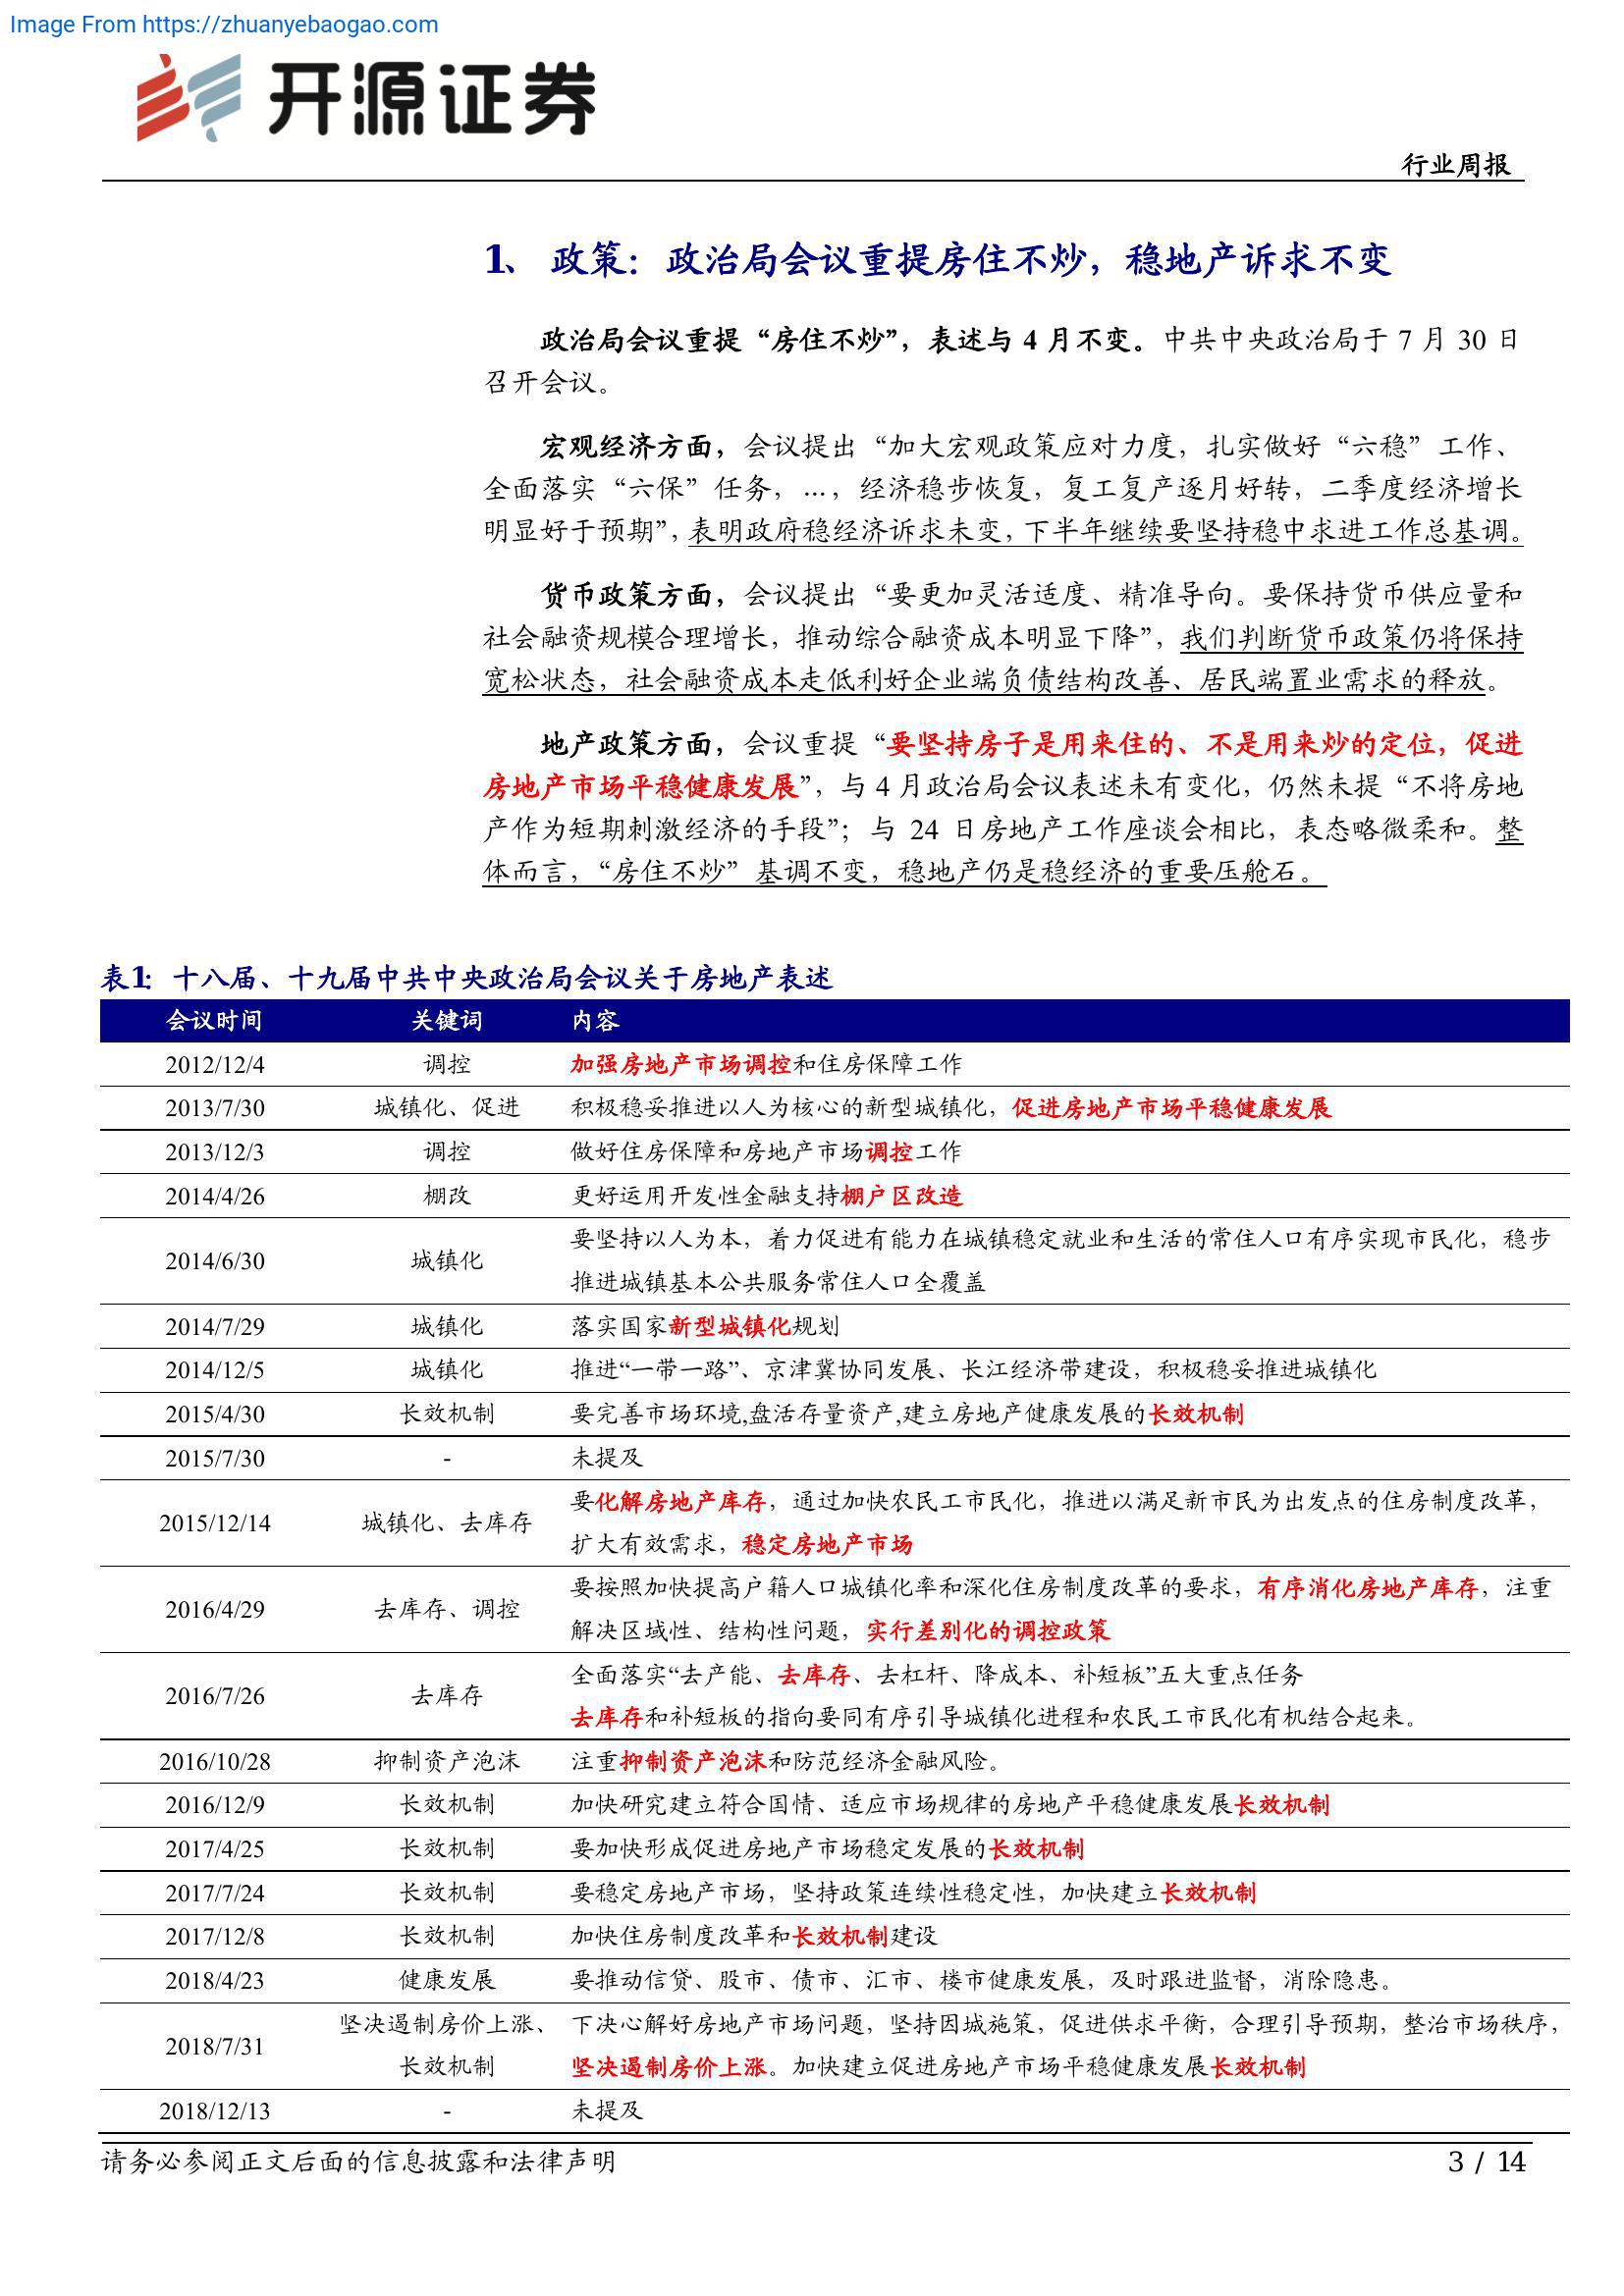 Image From https://zhuanyebaogao.com
开源证券
行业周报
1、 政策：政治局会议重提房住不炒，稳地产诉求不变
政治局会议重提“房住不炒”，表述与 4 月不变。中共中央政治局于 7 月 30 日
召开会议。
宏观经济方面，会议提出“加大宏观政策应对力度，扎实做好“六稳”工作、
全面落实“六保”任务，...，经济稳步恢复，复工复产逐月好转，二季度经济增长
明显好于预期”，表明政府稳经济诉求未变，下半年继续要坚持稳中求进工作总基调。
货币政策方面，会议提出“要更加灵活适度、精准导向。要保持货币供应量和
社会融资规模合理增长，推动综合融资成本明显下降”，我们判断货币政策仍将保持
宽松状态，社会融资成本走低利好企业端负债结构改善、居民端置业需求的释放。
地产政策方面，会议重提“要坚持房子是用来住的、不是用来炒的定位，促进
房地产市场平稳健康发展”，与 4 月政治局会议表述未有变化，仍然未提“不将房地
产作为短期刺激经济的手段”；与 24 日房地产工作座谈会相比，表态略微柔和。整
体而言，“房住不炒”基调不变，稳地产仍是稳经济的重要压舱石。
表1：十八届、十九届中共中央政治局会议关于房地产表述
会议时间 关键词 内容
2012/12/4 调控 加强房地产市场调控和住房保障工作
2013/7/30 城镇化、促进 积极稳妥推进以人为核心的新型城镇化，促进房地产市场平稳健康发展
2013/12/3 调控 做好住房保障和房地产市场调控工作
2014/4/26 棚改 更好运用开发性金融支持棚户区改造
2014/6/30 城镇化 要坚持以人为本，着力促进有能力在城镇稳定就业和生活的常住人口有序实现市民化，稳步
推进城镇基本公共服务常住人口全覆盖
2014/7/29 城镇化 落实国家新型城镇化规划
2014/12/5 城镇化 推进“一带一路”、京津冀协同发展、长江经济带建设，积极稳妥推进城镇化
2015/4/30 长效机制 要完善市场环境,盘活存量资产,建立房地产健康发展的长效机制
2015/7/30 - 未提及
2015/12/14 城镇化、去库存 要化解房地产库存，通过加快农民工市民化，推进以满足新市民为出发点的住房制度改革，
扩大有效需求，稳定房地产市场
2016/4/29 去库存、调控 要按照加快提高户籍人口城镇化率和深化住房制度改革的要求，有序消化房地产库存，注重
解决区域性、结构性问题，实行差别化的调控政策
2016/7/26 去库存 全面落实“去产能、去库存、去杠杆、降成本、补短板”五大重点任务
去库存和补短板的指向要同有序引导城镇化进程和农民工市民化有机结合起来。
2016/10/28 抑制资产泡沫 注重抑制资产泡沫和防范经济金融风险。
2016/12/9 长效机制 加快研究建立符合国情、适应市场规律的房地产平稳健康发展长效机制
2017/4/25 长效机制 要加快形成促进房地产市场稳定发展的长效机制
2017/7/24 长效机制 要稳定房地产市场，坚持政策连续性稳定性，加快建立长效机制
2017/12/8 长效机制 加快住房制度改革和长效机制建设
2018/4/23 健康发展 要推动信贷、股市、债市、汇市、楼市健康发展，及时跟进监督，消除隐患。
2018/7/31 坚决遏制房价上涨、 下决心解好房地产市场问题，坚持因城施策，促进供求平衡，合理引导预期，整治市场秩序，
长效机制 坚决遏制房价上涨。加快建立促进房地产市场平稳健康发展长效机制
2018/12/13 - 未提及
请务必参阅正文后面的信息披露和法律声明 3 / 14